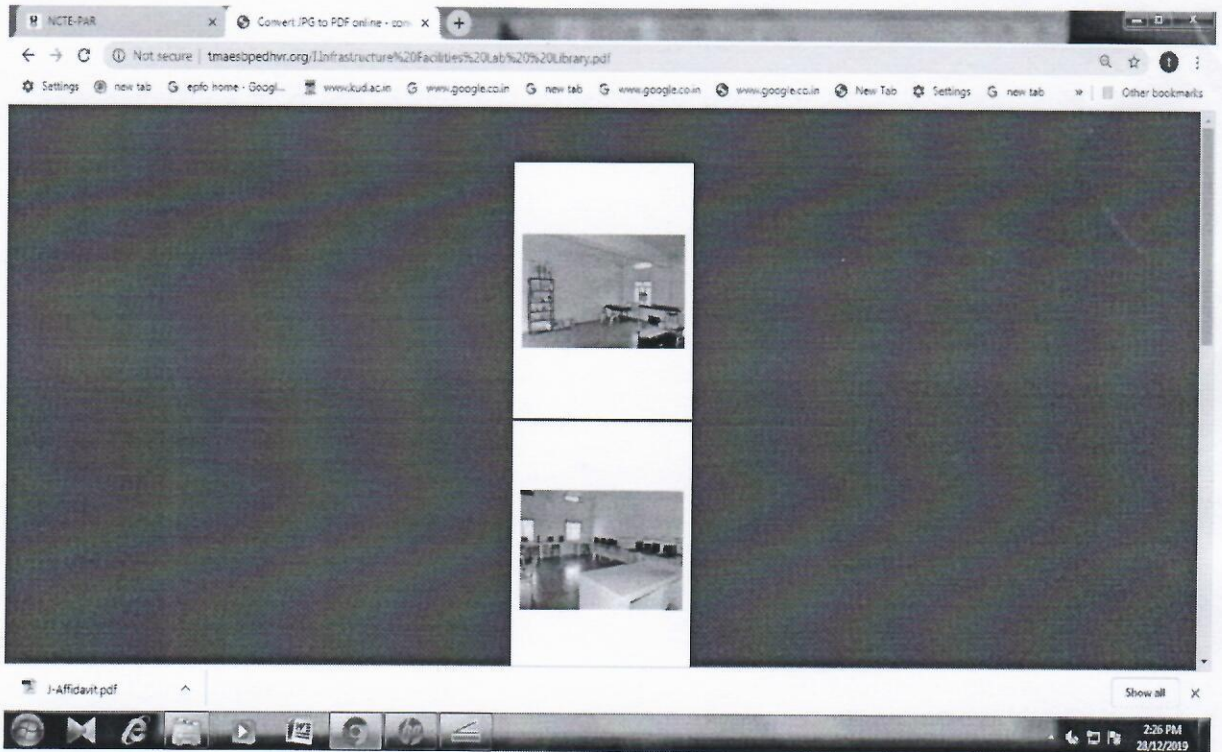 NCTE-PAR
Convert JPG to PDF online - con
Not secure | tmaesbpedhvr.org/I.Infrastructure%20Facilities%20Lab%20%20Library.pdf
Settings new tab epfo home - Googl... www.kud.ac.in www.google.co.in new tab www.google.co.in www.google.co.in New Tab Settings new tab » Other bookmarks
J-Affidavit.pdf
Show all
2:26 PM
28/12/2019